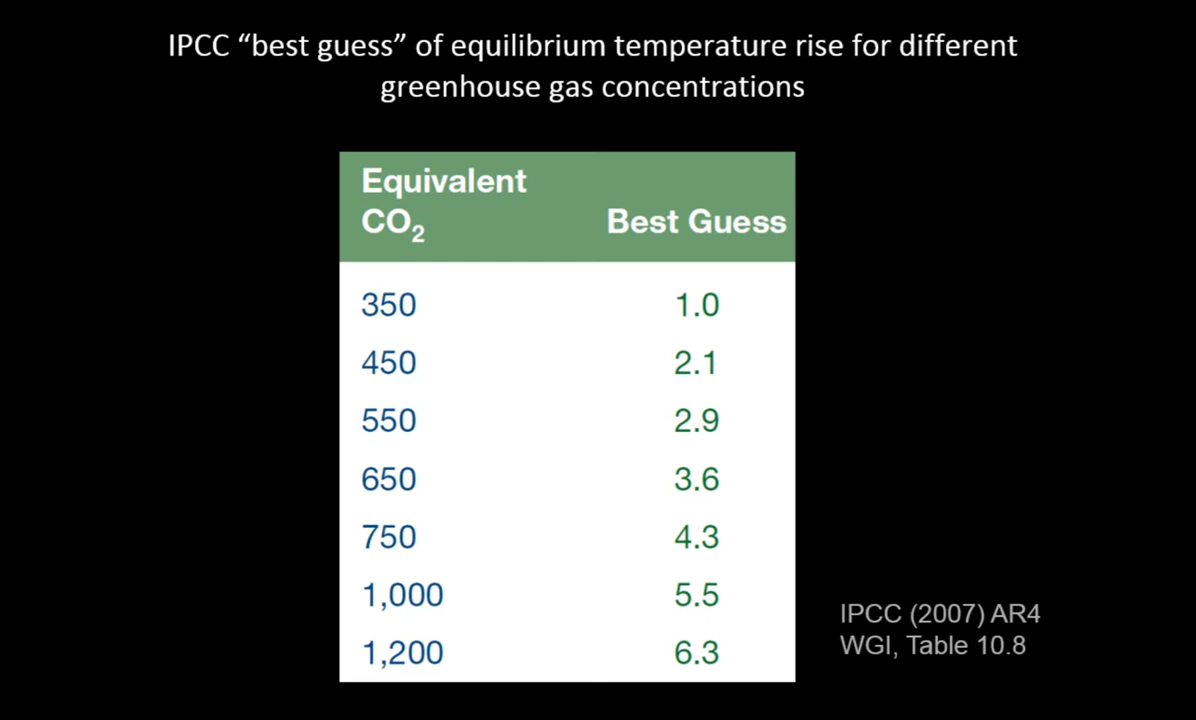 IPCC “best guess” of equilibrium temperature rise for different
greenhouse gas concentrations
Equivalent
CO₂ Best Guess
350 1.0
450 2.1
550 2.9
650 3.6
750 4.3
1,000 5.5
1,200 6.3
IPCC (2007) AR4
WGI, Table 10.8